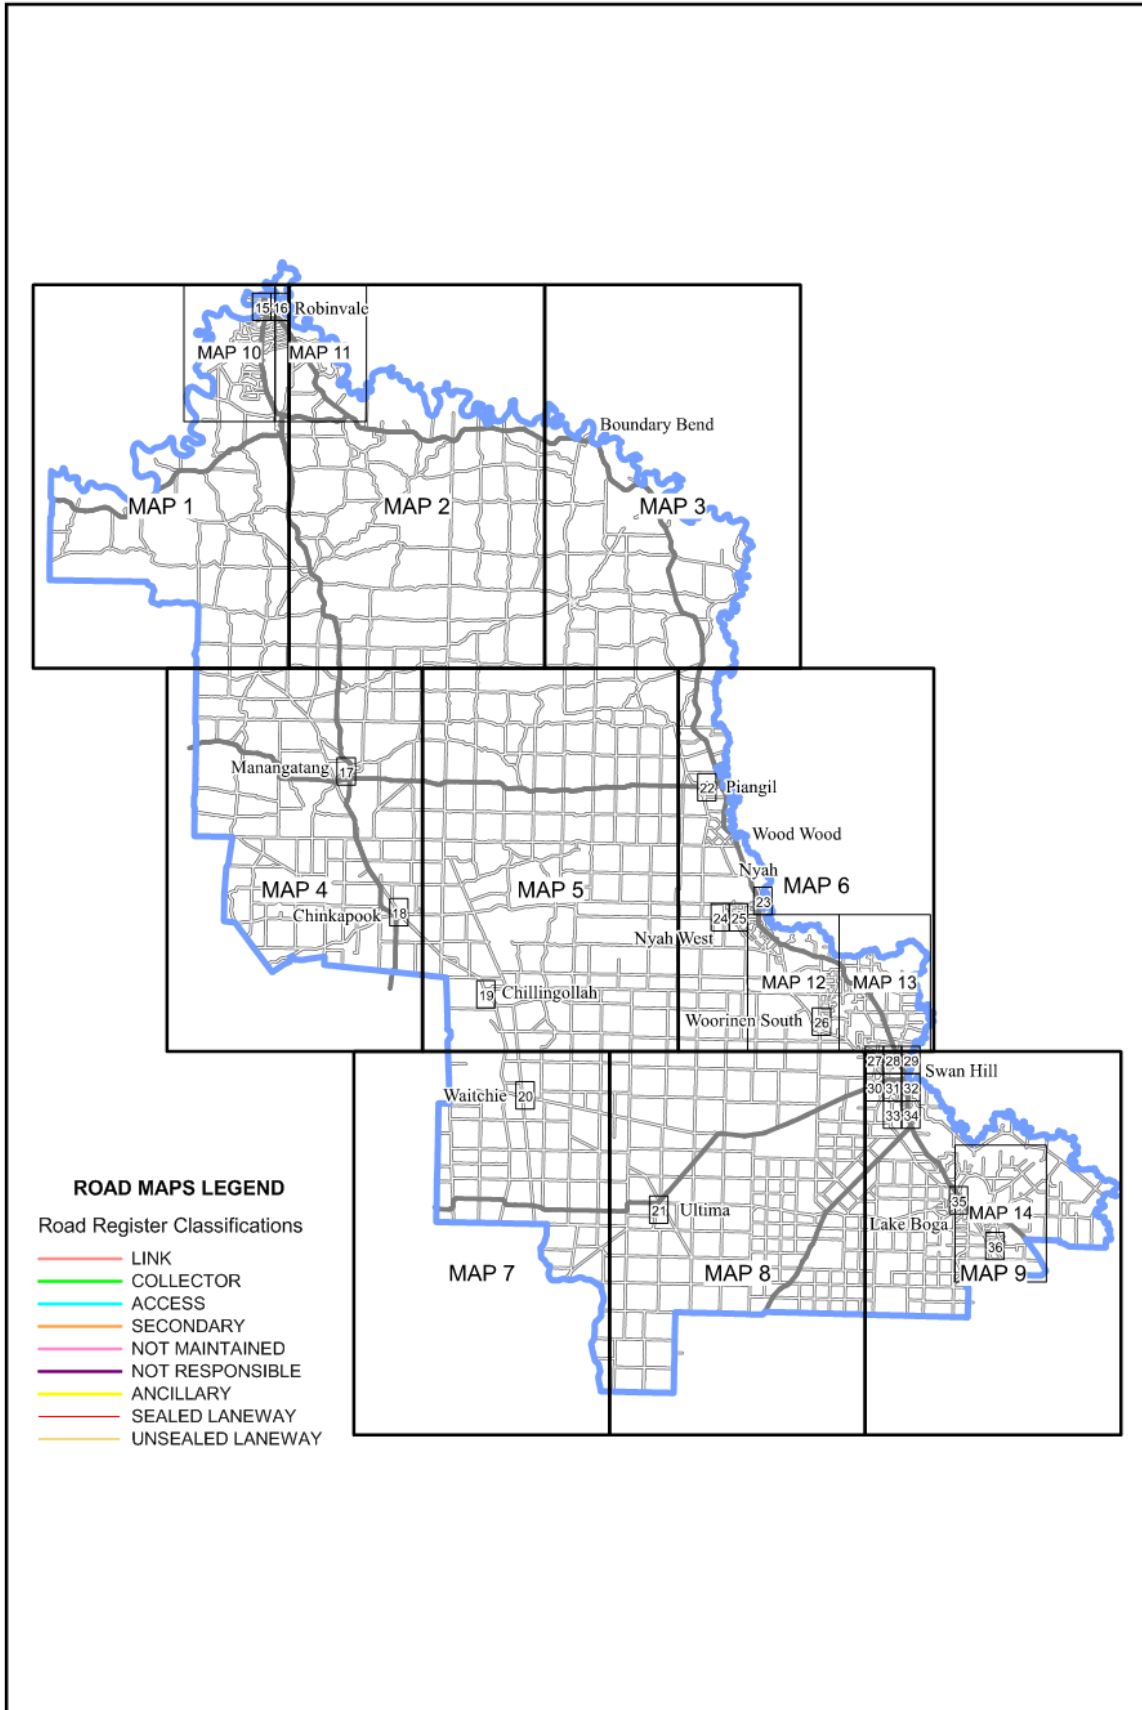 15 16 Robinvale
MAP 10 MAP 11
Boundary Bend
MAP 1 MAP 2 MAP 3
Manangatang 17
22 Piangil
Wood Wood
Nyah
MAP 4 MAP 5 MAP 6
23
Chinkapook 18
24 25
Nyah West
MAP 12 MAP 13
19 Chillingollah
Woorinen South 26
27 28 29
Swan Hill
30 31 32
Waitchie 20
33 34
35
Ultima
21
MAP 14
Lake Boga
36
MAP 7 MAP 8 MAP 9
ROAD MAPS LEGEND
Road Register Classifications
LINK
COLLECTOR
ACCESS
SECONDARY
NOT MAINTAINED
NOT RESPONSIBLE
ANCILLARY
SEALED LANEWAY
UNSEALED LANEWAY